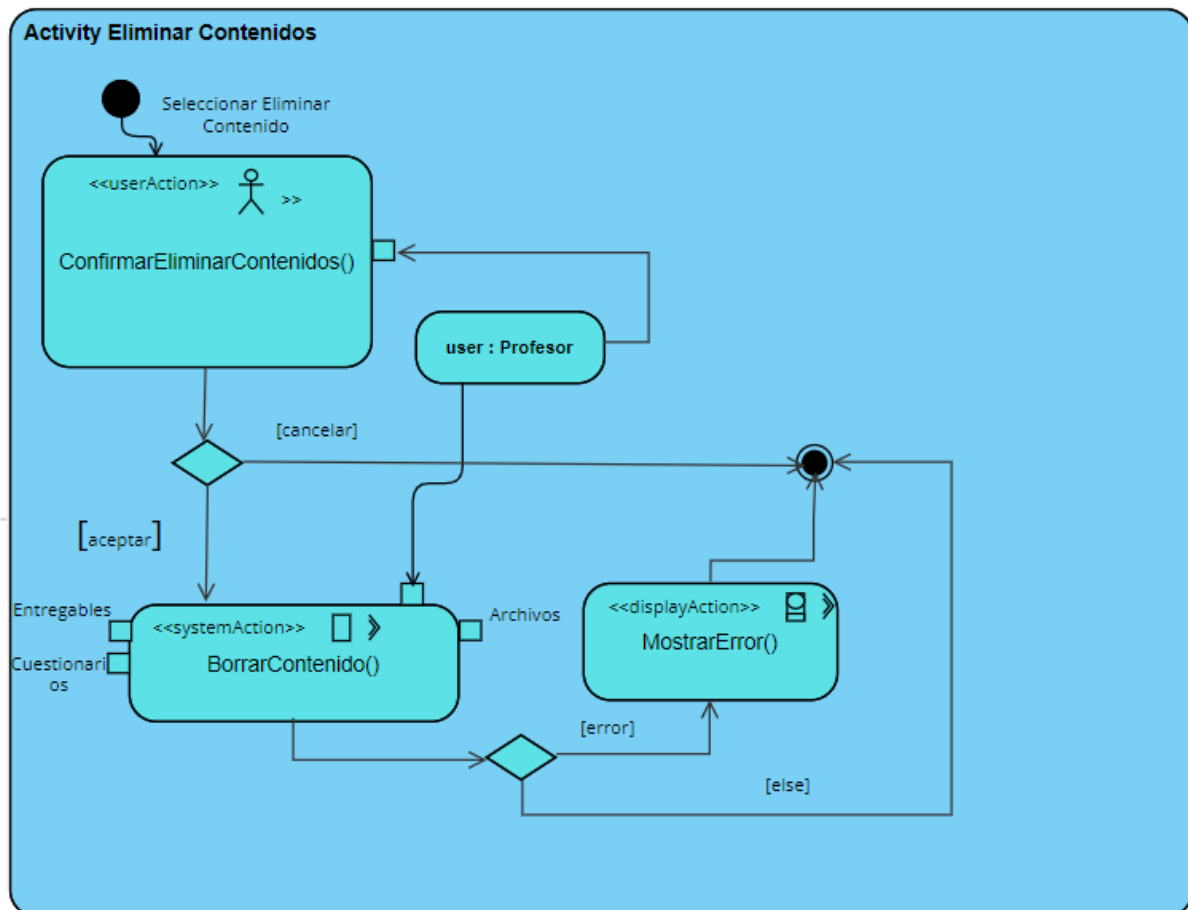 Activity Eliminar Contenidos
Seleccionar Eliminar
Contenido
<<userAction>>
>>
ConfirmarEliminarContenidos()
user : Profesor
[cancelar]
[aceptar]
Entregables
<<systemAction>>
Archivos
Cuestionari
os
BorrarContenido()
<<displayAction>>
MostrarError()
[error]
[else]